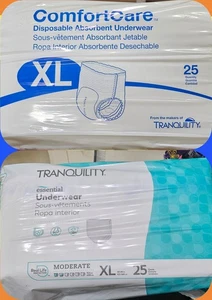 ComfortCare™
Disposable Absorbent Underwear
Sous-vêtement Absorbant Jetable
Ropa Interior Absorbente Desechable
XL
25
From the makers of
TRANQUILITY
TRANQUILITY
essential
Underwear
Sous-vêtements
Ropa interior
MODERATE
XL
25